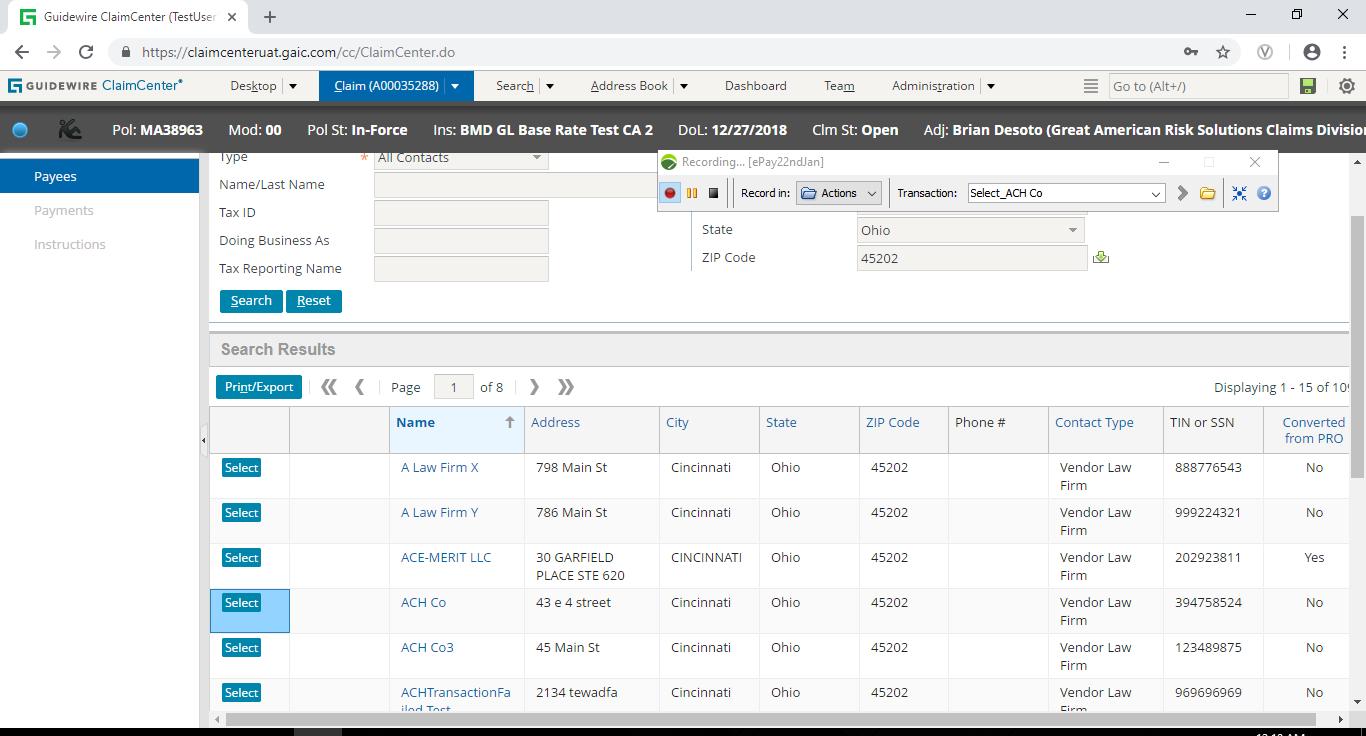 Guidewire ClaimCenter (TestUser
https://claimcenteruat.gaic.com/cc/ClaimCenter.do
GUIDEWIRE ClaimCenter® Desktop Claim (A00035288) Search Address Book Dashboard Team Administration Go to (Alt+/)
Pol: MA38963 Mod: 00 Pol St: In-Force Ins: BMD GL Base Rate Test CA 2 DoL: 12/27/2018 Clm St: Open Adj: Brian Desoto (Great American Risk Solutions Claims Divisio
Payees
Payments
Instructions
Type * All Contacts
Name/Last Name
Tax ID
Doing Business As
Tax Reporting Name
Recording... [ePay22ndJan]
Record in: Actions Transaction: Select_ACH Co
State Ohio
ZIP Code 45202
Search Reset
Search Results
Print/Export Page 1 of 8 Displaying 1 - 15 of 109
Name Address City State ZIP Code Phone # Contact Type TIN or SSN Converted
from PRO
Select A Law Firm X 798 Main St Cincinnati Ohio 45202 Vendor Law 888776543 No
Firm
Select A Law Firm Y 786 Main St Cincinnati Ohio 45202 Vendor Law 999224321 No
Firm
Select ACE-MERIT LLC 30 GARFIELD CINCINNATI Ohio 45202 Vendor Law 202923811 Yes
PLACE STE 620 Firm
Select ACH Co 43 e 4 street Cincinnati Ohio 45202 Vendor Law 394758524 No
Firm
Select ACH Co3 45 Main St Cincinnati Ohio 45202 Vendor Law 123489875 No
Firm
Select ACHTransactionFa 2134 tewadfa Cincinnati Ohio 45202 Vendor Law 969696969 No
iled Test Firm